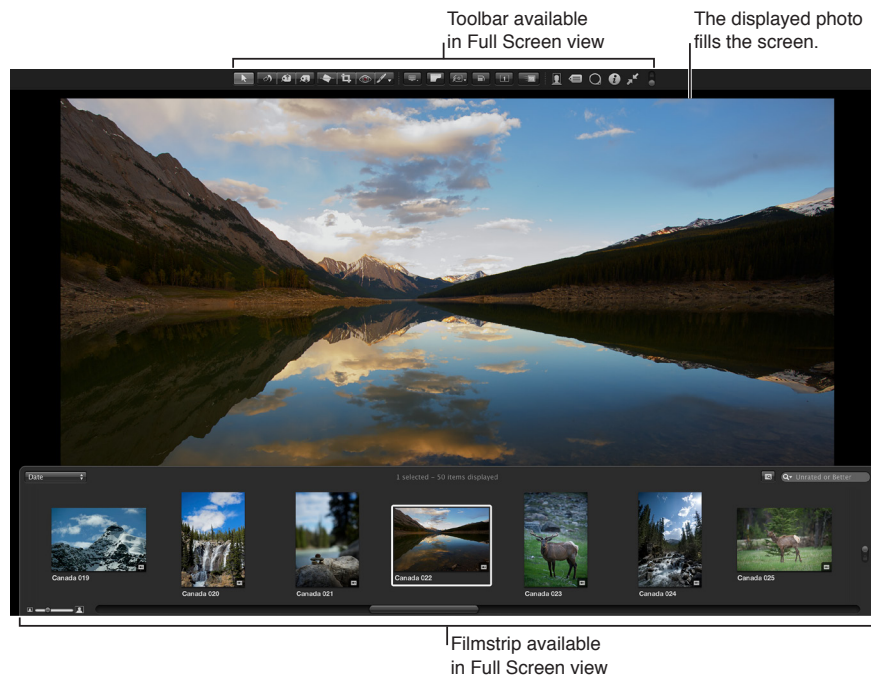 Toolbar available
in Full Screen view
The displayed photo
fills the screen.
Date
1 selected – 50 items displayed
Unrated or Better
Canada 019
Canada 020
Canada 021
Canada 022
Canada 023
Canada 024
Canada 025
Filmstrip available
in Full Screen view